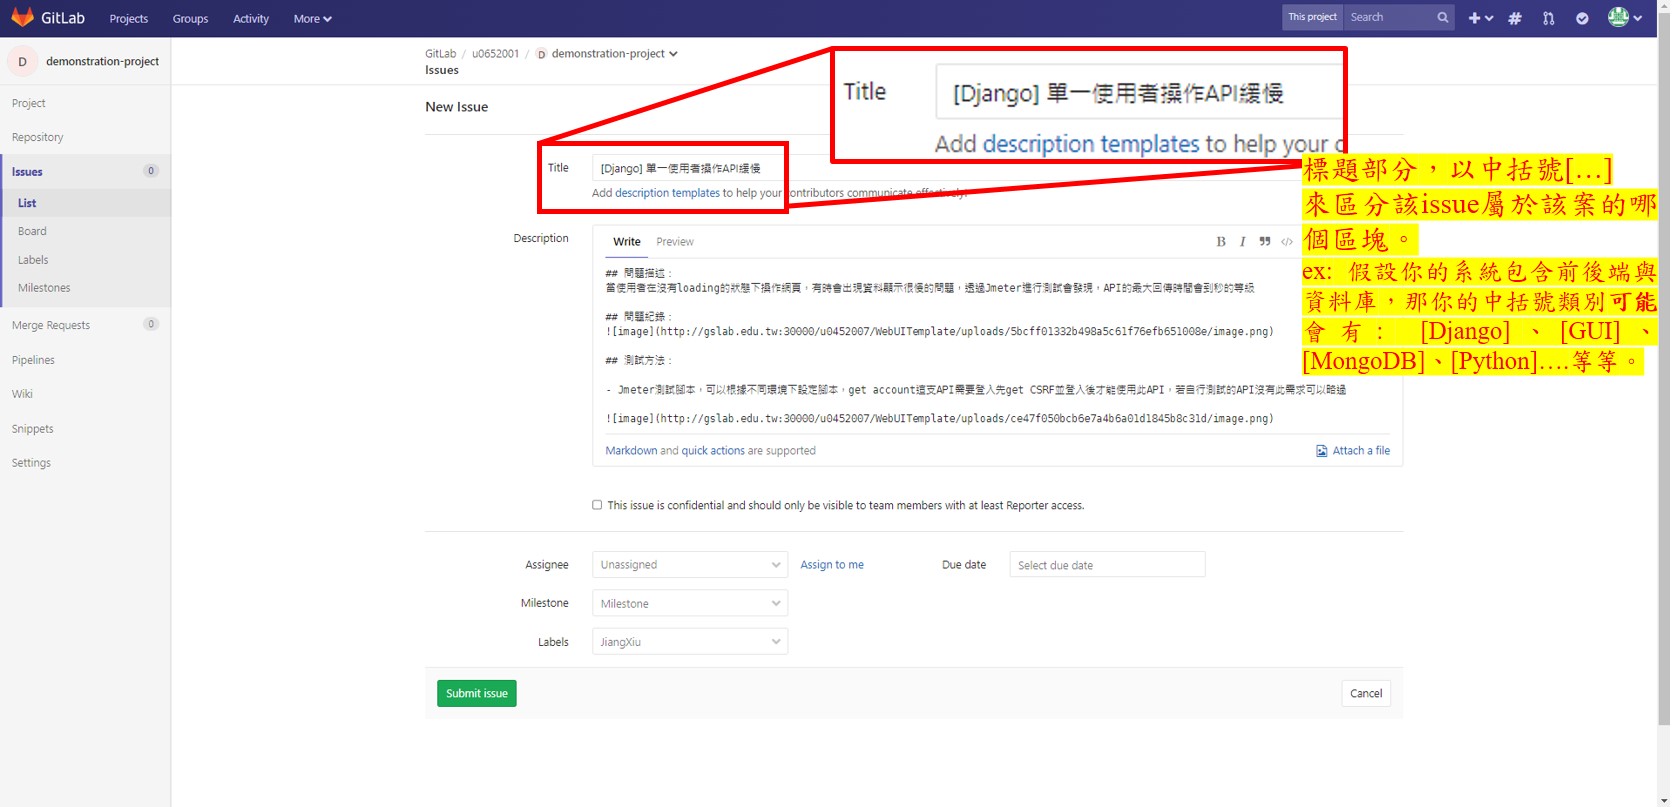 GitLab Projects Groups Activity More This project Search
D demonstration-project
GitLab / u0652001 / D demonstration-project
Issues
Project
Repository
Issues 0
List
Board
Labels
Milestones
Merge Requests 0
Pipelines
Wiki
Snippets
Settings
New Issue
Title [Django] 單一使用者操作API緩慢
Add description templates to help your contributors communicate effectively!
Title [Django] 單一使用者操作API緩慢
Add description templates to help your c
標題部分，以中括號[…]
來區分該issue屬於該案的哪
個區塊。
ex: 假設你的系統包含前後端與
資料庫，那你的中括號類別可能
會有： [Django]、[GUI]、
[MongoDB]、[Python]….等等。
Description
Write Preview B I
## 問題描述：
當使用者在沒有loading的狀態下操作網頁，有時會出現資料顯示很慢的問題，透過Jmeter進行測試會發現，API的最大回傳時間會到秒的等級
## 問題紀錄：
![image](http://gslab.edu.tw:30000/u0452007/WebUITemplate/uploads/5bcff01332b498a5c61f76efb651008e/image.png)
## 測試方法：
- Jmeter測試腳本，可以根據不同環境下設定腳本，get account這支API需要登入先get CSRF並登入後才能使用此API，若自行測試的API沒有此需求可以略過
![image](http://gslab.edu.tw:30000/u0452007/WebUITemplate/uploads/ce47f050bcb6e7a4b6a01d1845b8c31d/image.png)
Markdown and quick actions are supported Attach a file
This issue is confidential and should only be visible to team members with at least Reporter access.
Assignee Unassigned Assign to me Due date Select due date
Milestone Milestone
Labels JiangXiu
Submit issue Cancel